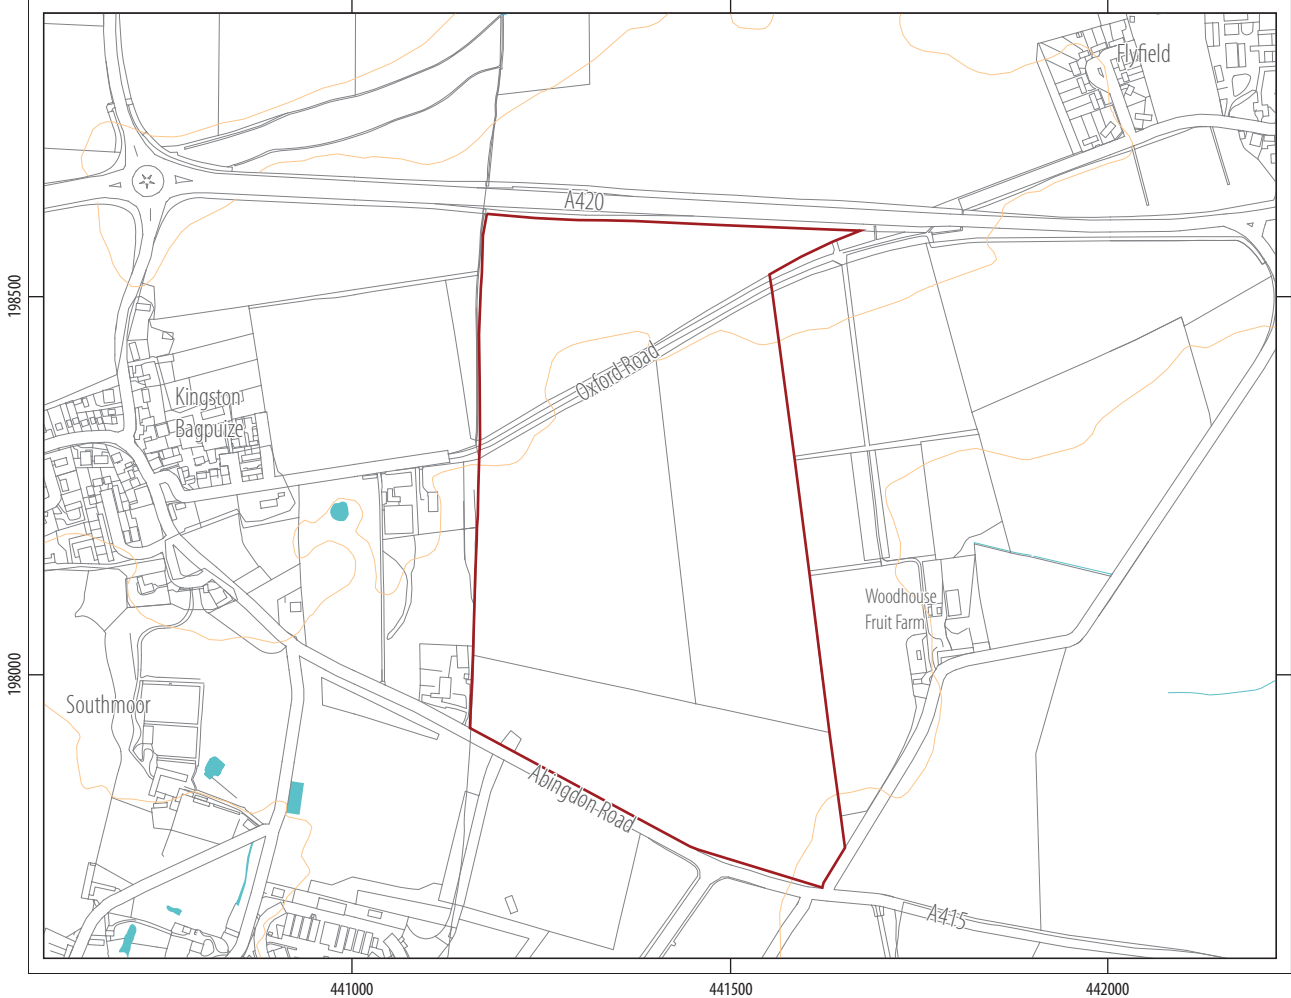 Flyfield
A420
198500
Oxford Road
Kingston
Bagpuize
Woodhouse
Fruit Farm
198000
Southmoor
Abingdon Road
A415
441000
441500
442000